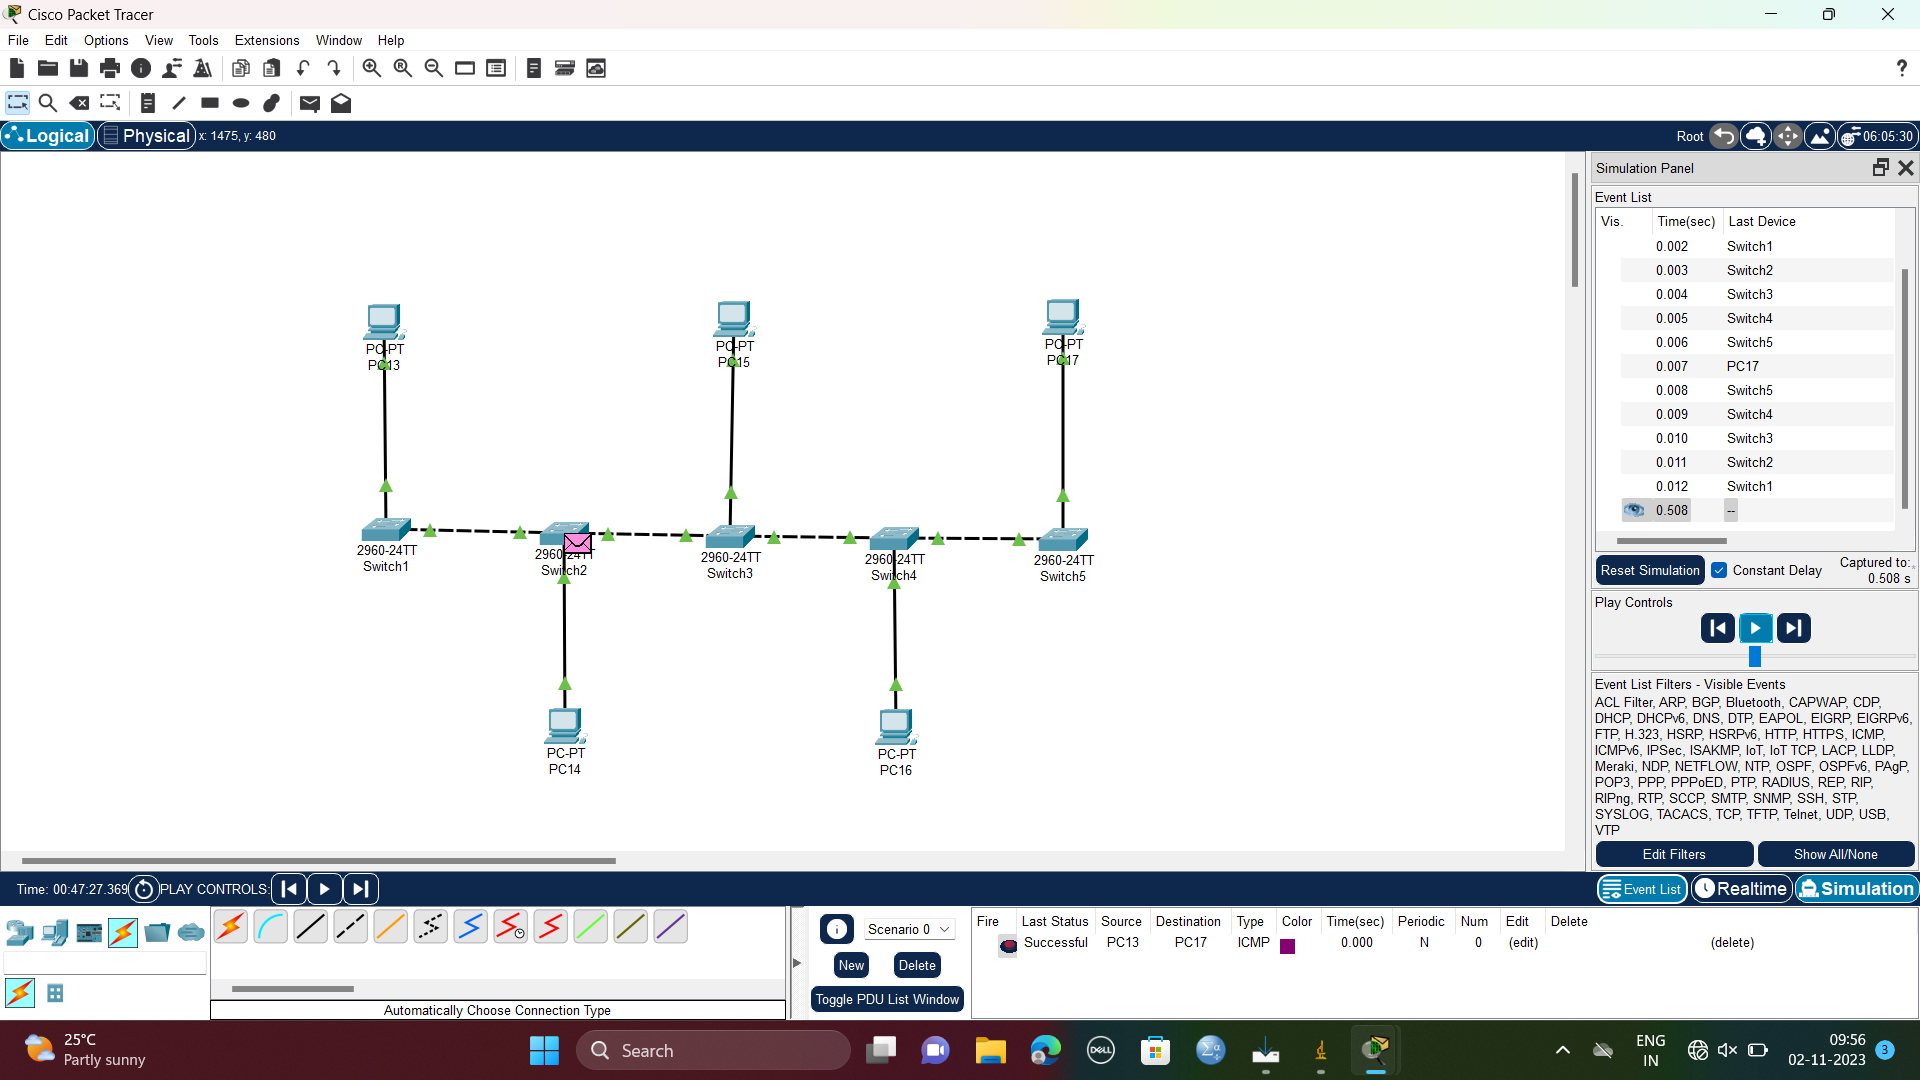 Cisco Packet Tracer
File Edit Options View Tools Extensions Window Help
?
Logical Physical x: 1475, y: 480 Root 06:05:30
Simulation Panel
Event List
Vis. Time(sec) Last Device
0.002 Switch1
0.003 Switch2
0.004 Switch3
0.005 Switch4
0.006 Switch5
0.007 PC17
0.008 Switch5
0.009 Switch4
0.010 Switch3
0.011 Switch2
0.012 Switch1
0.508 --
Reset Simulation Constant Delay Captured to:
0.508 s
Play Controls
Event List Filters - Visible Events
ACL Filter, ARP, BGP, Bluetooth, CAPWAP, CDP,
DHCP, DHCPv6, DNS, DTP, EAPOL, EIGRP, EIGRPv6,
FTP, H.323, HSRP, HSRPv6, HTTP, HTTPS, ICMP,
ICMPv6, IPSec, ISAKMP, IoT, IoT TCP, LACP, LLDP,
Meraki, NDP, NETFLOW, NTP, OSPF, OSPFv6, PAgP,
POP3, PPP, PPPoED, PTP, RADIUS, REP, RIP,
RIPng, RTP, SCCP, SMTP, SNMP, SSH, STP,
SYSLOG, TACACS, TCP, TFTP, Telnet, UDP, USB,
VTP
Edit Filters Show All/None
PC-PT
PC13
PC-PT
PC15
PC-PT
PC17
2960-24TT
Switch1
2960-24TT
Switch2
2960-24TT
Switch3
2960-24TT
Switch4
2960-24TT
Switch5
PC-PT
PC14
PC-PT
PC16
Time: 00:47:27.369 PLAY CONTROLS: Event List Realtime Simulation
Automatically Choose Connection Type
Scenario 0
New Delete
Toggle PDU List Window
Fire Last Status Source Destination Type Color Time(sec) Periodic Num Edit Delete
Successful PC13 PC17 ICMP 0.000 N 0 (edit) (delete)
25°C
Partly sunny
Search
DELL
Σα
ENG
IN
09:56
02-11-2023
3